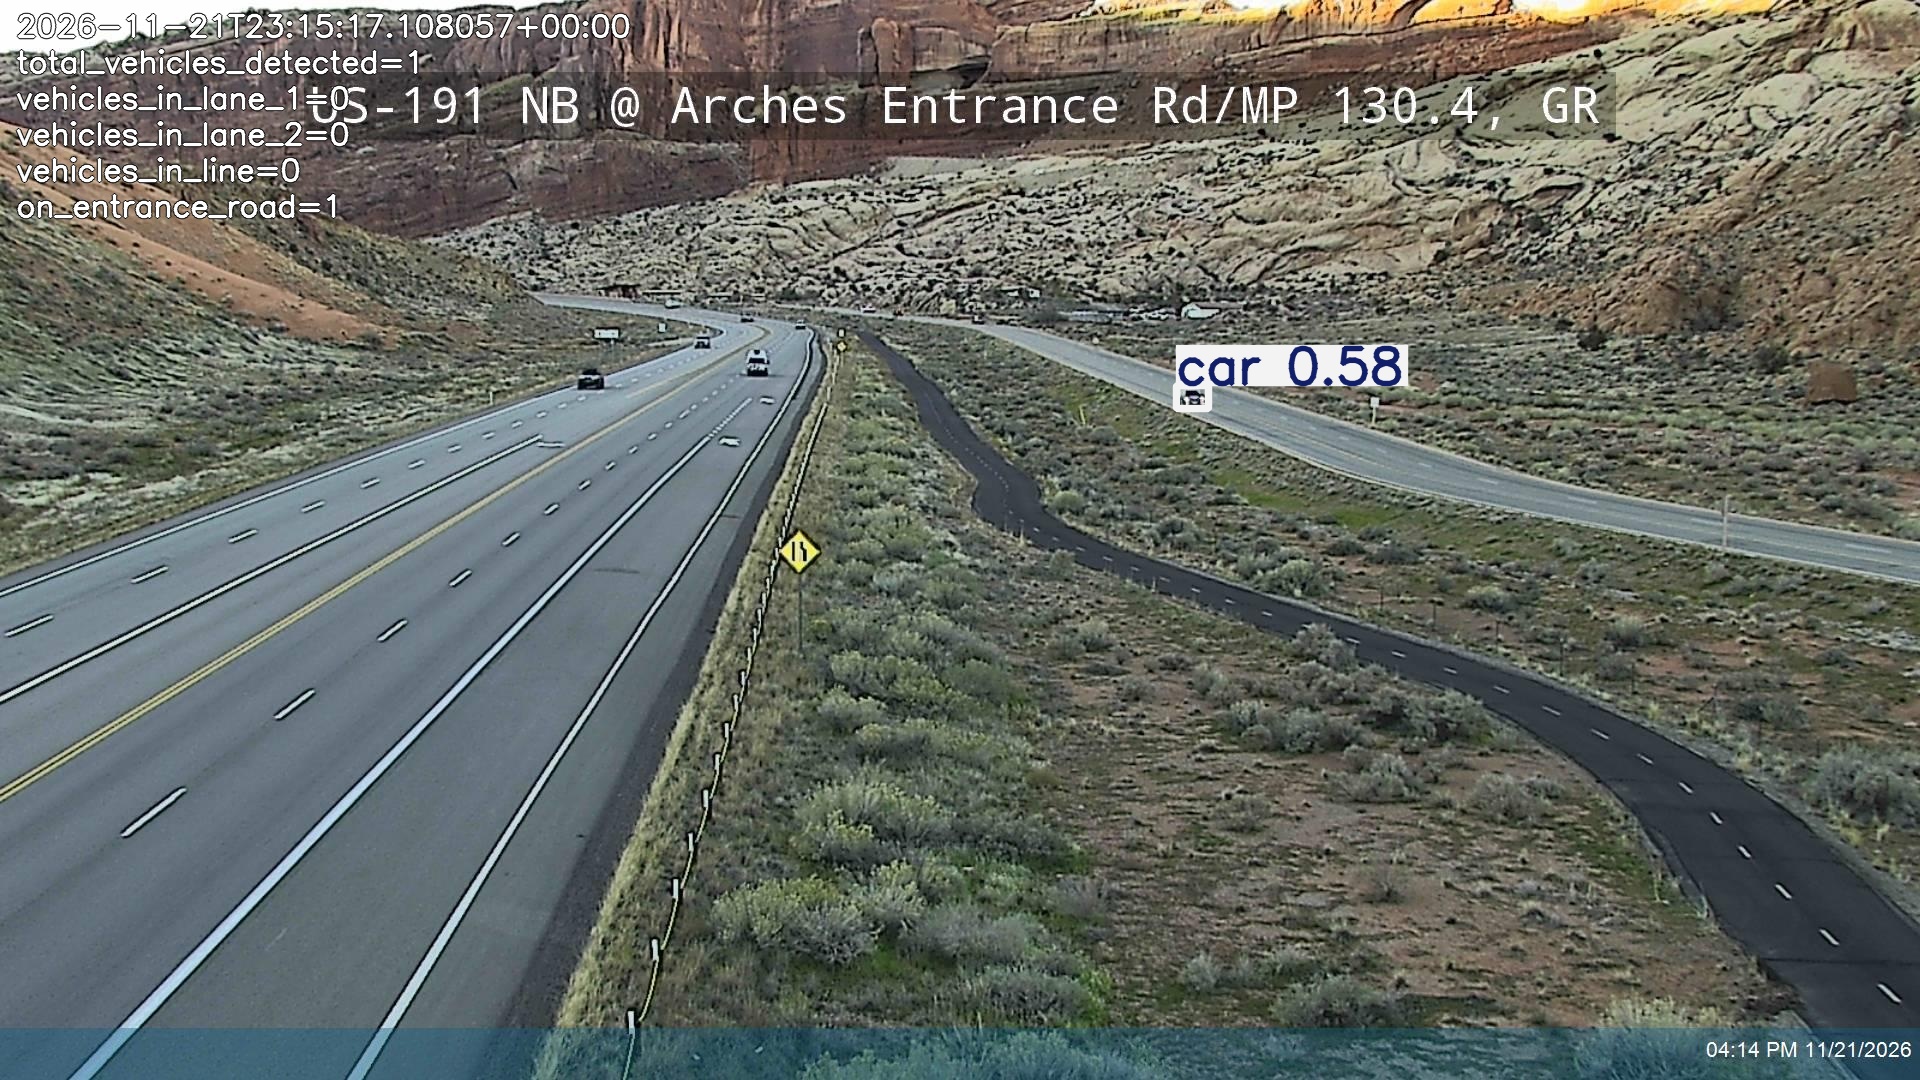 2026-11-21T23:15:17.108057+00:00
total_vehicles_detected=1
vehicles_in_lane_1=0
US-191 NB @ Arches Entrance Rd/MP 130.4, GR
vehicles_in_lane_2=0
vehicles_in_line=0
on_entrance_road=1
car 0.58
04:14 PM 11/21/2026